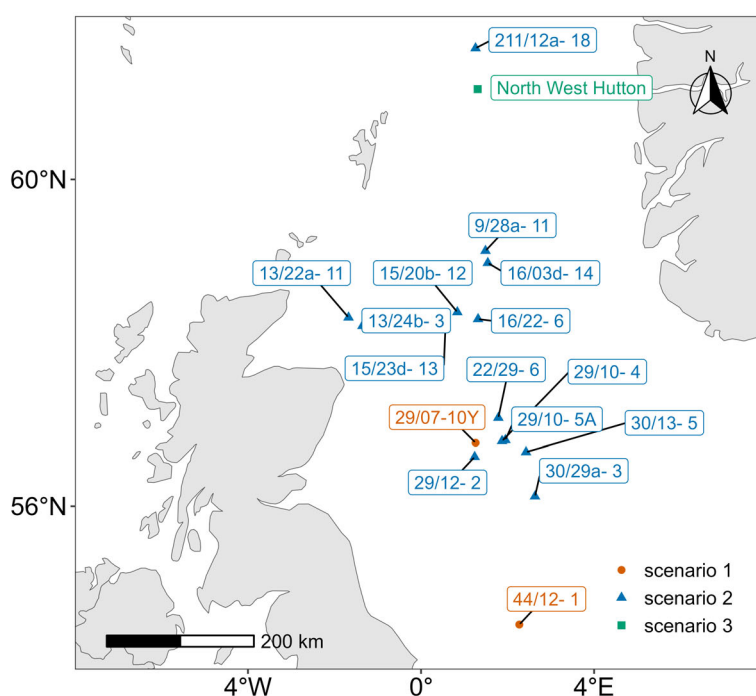 211/12a- 18
N
North West Hutton
60°N
9/28a- 11
13/22a- 11
15/20b- 12
16/03d- 14
13/24b- 3
16/22- 6
15/23d- 13
22/29- 6
29/10- 4
29/07-10Y
29/10- 5A
30/13- 5
29/12- 2
30/29a- 3
56°N
scenario 1
44/12- 1
scenario 2
scenario 3
200 km
4°W
0°
4°E